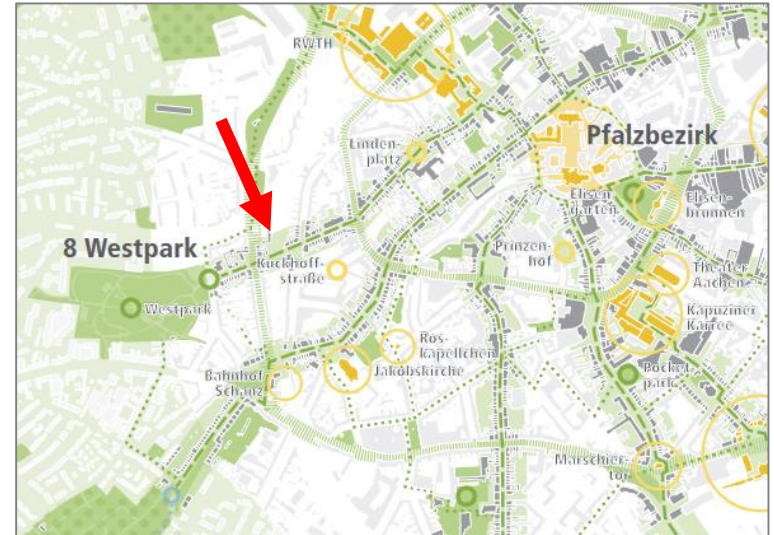 RWTH
Linden-
platz
Pfalzbezirk
Elisen
garten
Elisen-
brunnen
8 Westpark
Kuckhoff-
straße
Prinzen-
hof
Theater
Aachen
Westpark
Kapuziner
Karree
Ros-
kapellchen
Jakobskirche
Bahnhof
Schanz
Pocket
park
Marschier-
tor